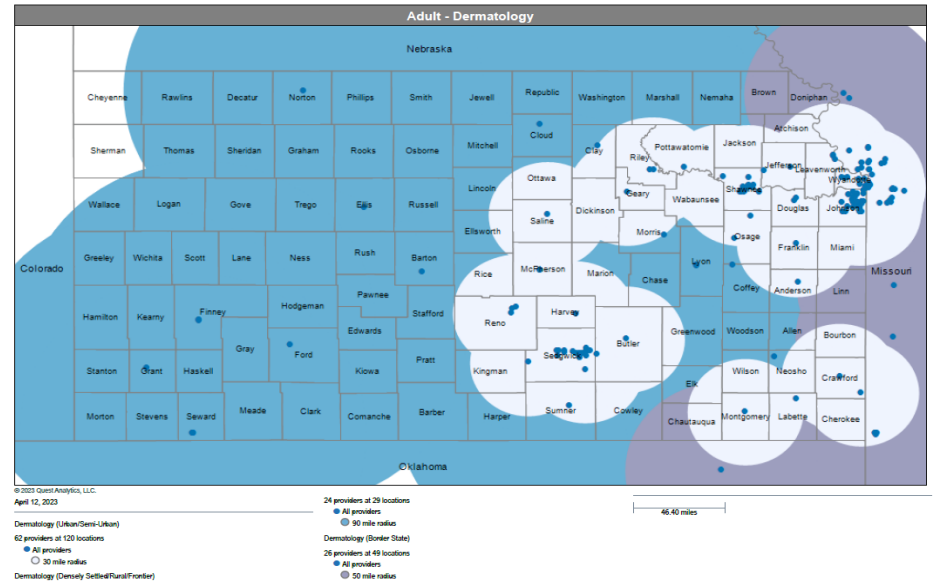 Adult - Dermatology
Nebraska
Cheyenne Rawlins Decatur Norton Phillips Smith Jewell Republic Washington Marshall Nemaha Brown Doniphan
Cloud Atchison
Sherman Thomas Sheridan Graham Rooks Osborne Mitchell Clay Riley Pottawatomie Jackson
Jefferson Leavenworth
Ottawa Wyandotte
Wallace Logan Gove Trego Ellis Russell Lincoln Geary Wabaunsee Shawnee
Saline Dickinson Douglas Johnson
Ellsworth Morris Osage
Greeley Wichita Scott Lane Ness Rush Barton Franklin Miami
Colorado Rice McPherson Marion Chase Lyon Missouri
Coffey Anderson Linn
Pawnee
Hamilton Kearny Finney Hodgeman Stafford Reno Harvey
Edwards Greenwood Woodson Allen Bourbon
Gray Ford Butler
Sedgwick
Stanton Grant Haskell Kiowa Pratt Kingman Wilson Neosho Crawford
Elk
Morton Stevens Seward Meade Clark Comanche Barber Harper Sumner Cowley Chautauqua Montgomery Labette Cherokee
Oklahoma
© 2023 Quest Analytics, LLC.
April 12, 2023
Dermatology (Urban/Semi-Urban)
62 providers at 120 locations
All providers
30 mile radius
Dermatology (Densely Settled/Rural/Frontier)
24 providers at 29 locations
All providers
90 mile radius
Dermatology (Border State)
26 providers at 49 locations
All providers
50 mile radius
46.40 miles